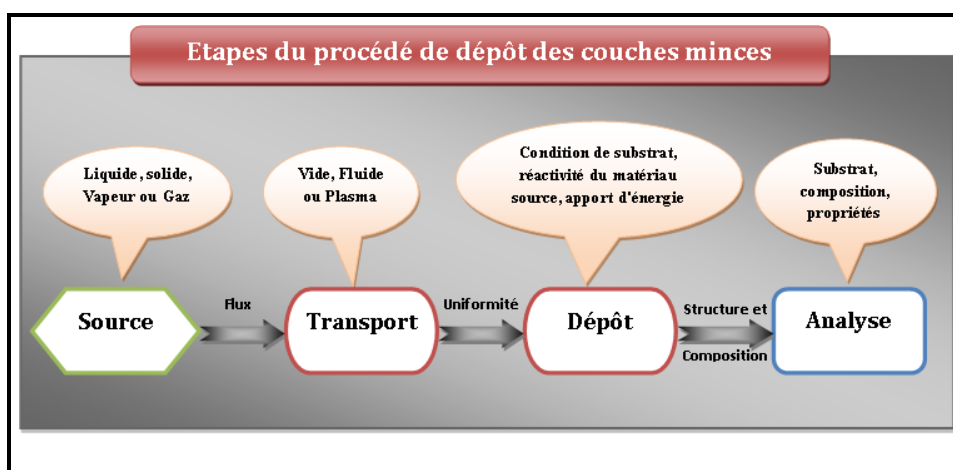 Etapes du procédé de dépôt des couches minces
Liquide, solide,
Vapeur ou Gaz
Vide, Fluide
ou Plasma
Condition de substrat,
réactivité du matériau
source, apport d'énergie
Substrat,
composition,
propriétés
Source
Flux
Transport
Uniformité
Dépôt
Structure et
Composition
Analyse